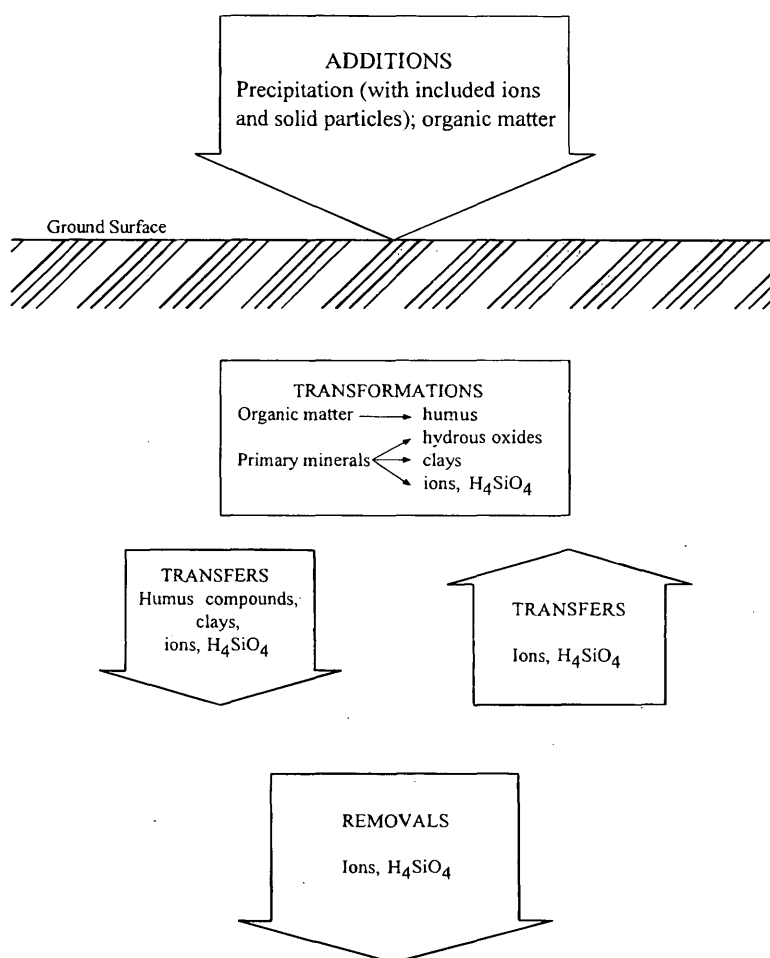 ADDITIONS
Precipitation (with included ions
and solid particles); organic matter
Ground Surface
TRANSFORMATIONS
Organic matter → humus
hydrous oxides
Primary minerals → clays
ions, H₄SiO₄
TRANSFERS
Humus compounds,
clays,
ions, H₄SiO₄
TRANSFERS
Ions, H₄SiO₄
REMOVALS
Ions, H₄SiO₄